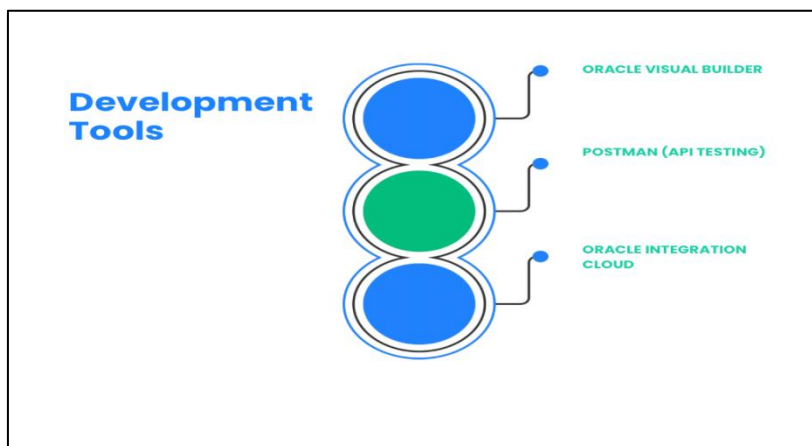 Development
Tools
ORACLE VISUAL BUILDER
POSTMAN (API TESTING)
ORACLE INTEGRATION
CLOUD